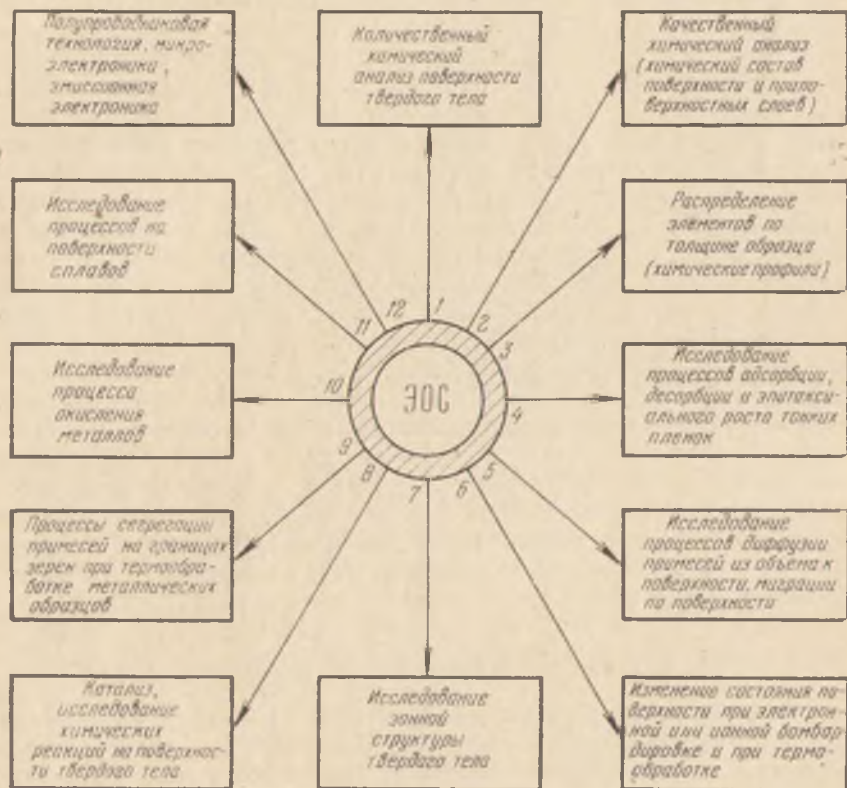 Полупроводниковая
технология, микро-
электроника,
эмиссионная
электроника
Количественный
химический
анализ поверхности
твердого тела
Качественный
химический анализ
(химический состав
поверхности и припо-
верхностных слоев)
Исследование
процессов на
поверхности
сплавов
Распределение
элементов по
толщине образца
(химические профили)
Исследование
процесса
окисления
металлов
ЭОС
1
2
3
4
5
6
7
8
9
10
11
12
Исследование
процессов адсорбции,
десорбции и эпитакси-
ального роста тонких
пленок
Процессы сегрегации
примесей на границах
зерен при термообра-
ботке металлических
образцов
Исследование
процессов диффузии
примесей из объема к
поверхности, миграции
по поверхности
Катализ,
исследование
химических
реакций на поверхнос-
ти твердого тела
Исследование
зонной
структуры
твердого тела
Изменение состояния по-
верхности при электрон-
ной или ионной бомбар-
дировке и при термо-
обработке